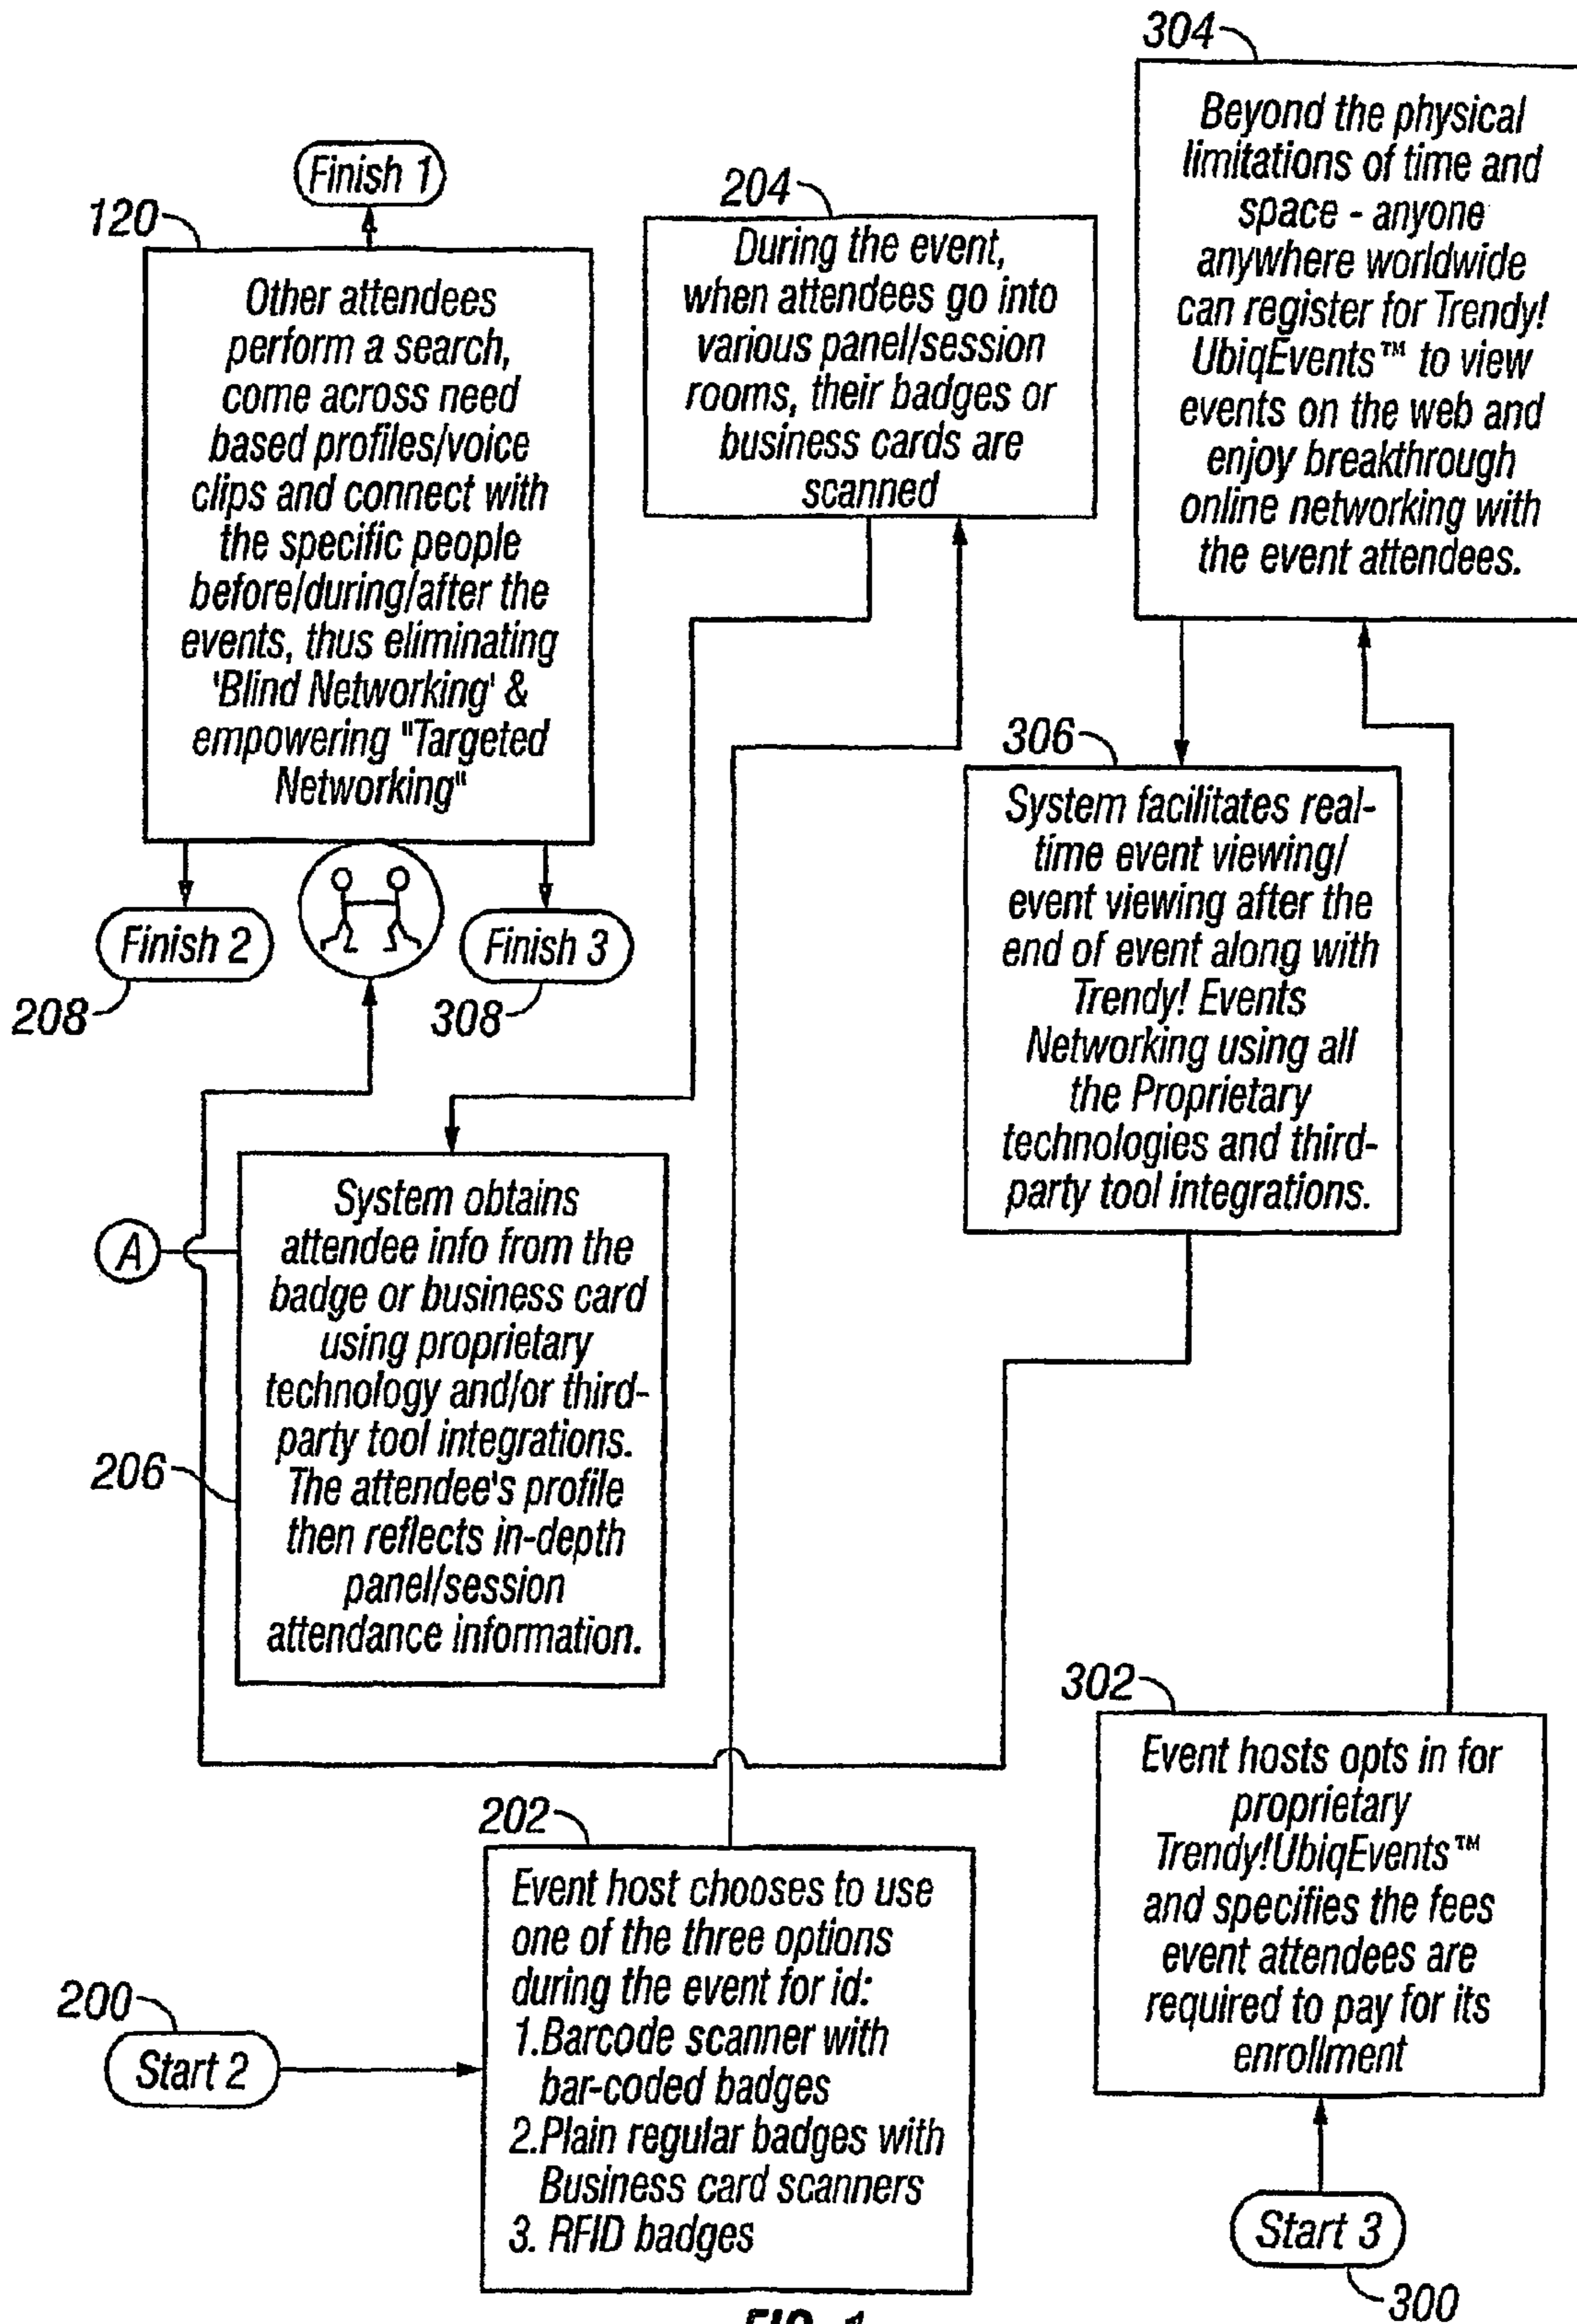 304
Beyond the physical
limitations of time and
space - anyone
anywhere worldwide
can register for Trendy!
UbiqEvents™ to view
events on the web and
enjoy breakthrough
online networking with
the event attendees.
Finish 1
120
Other attendees
perform a search,
come across need
based profiles/voice
clips and connect with
the specific people
before/during/after the
events, thus eliminating
'Blind Networking' &
empowering "Targeted
Networking"
204
During the event,
when attendees go into
various panel/session
rooms, their badges or
business cards are
scanned
306
System facilitates real-
time event viewing/
event viewing after the
end of event along with
Trendy! Events
Networking using all
the Proprietary
technologies and third-
party tool integrations.
Finish 2
208
Finish 3
308
A
System obtains
attendee info from the
badge or business card
using proprietary
technology and/or third-
party tool integrations.
The attendee's profile
then reflects in-depth
panel/session
attendance information.
206
302
Event hosts opts in for
proprietary
Trendy!UbiqEvents™
and specifies the fees
event attendees are
required to pay for its
enrollment
202
Event host chooses to use
one of the three options
during the event for id:
1.Barcode scanner with
bar-coded badges
2.Plain regular badges with
Business card scanners
3. RFID badges
200
Start 2
Start 3
300